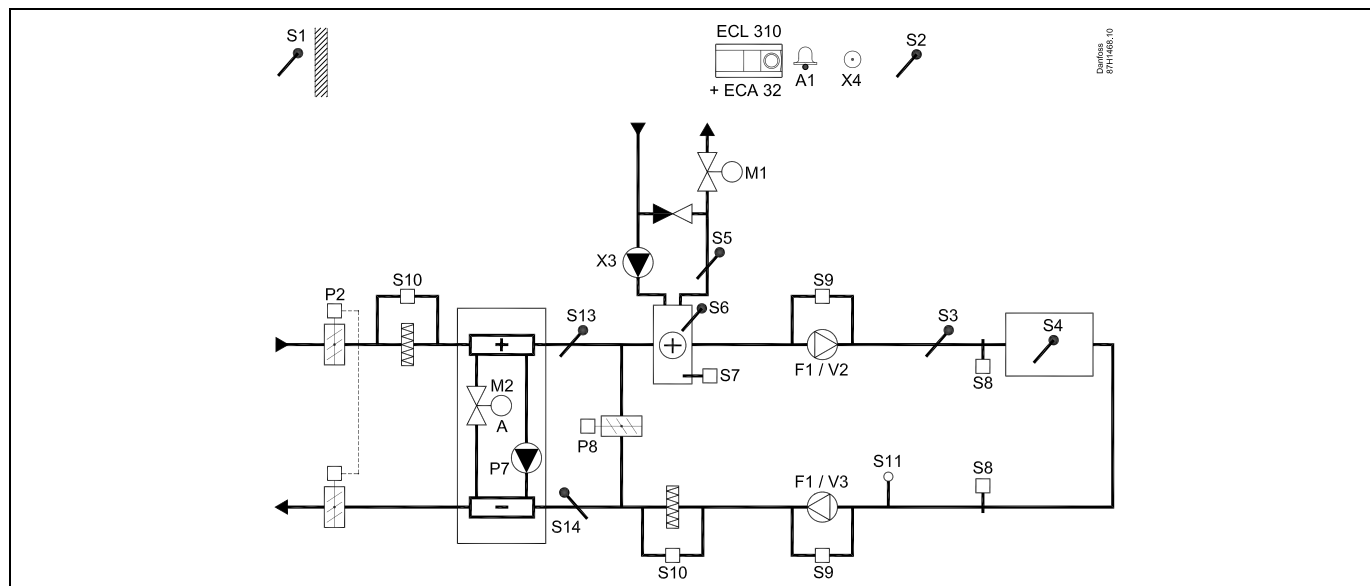 S1
ECL 310
+ ECA 32
A1
X4
S2
Danfoss
87H1468.10
M1
X3
S5
P2
S10
S13
S6
S9
S3
S4
+
+
F1 / V2
S7
S8
M2
A
P8
P7
S11
S8
F1 / V3
-
S14
S10
S9